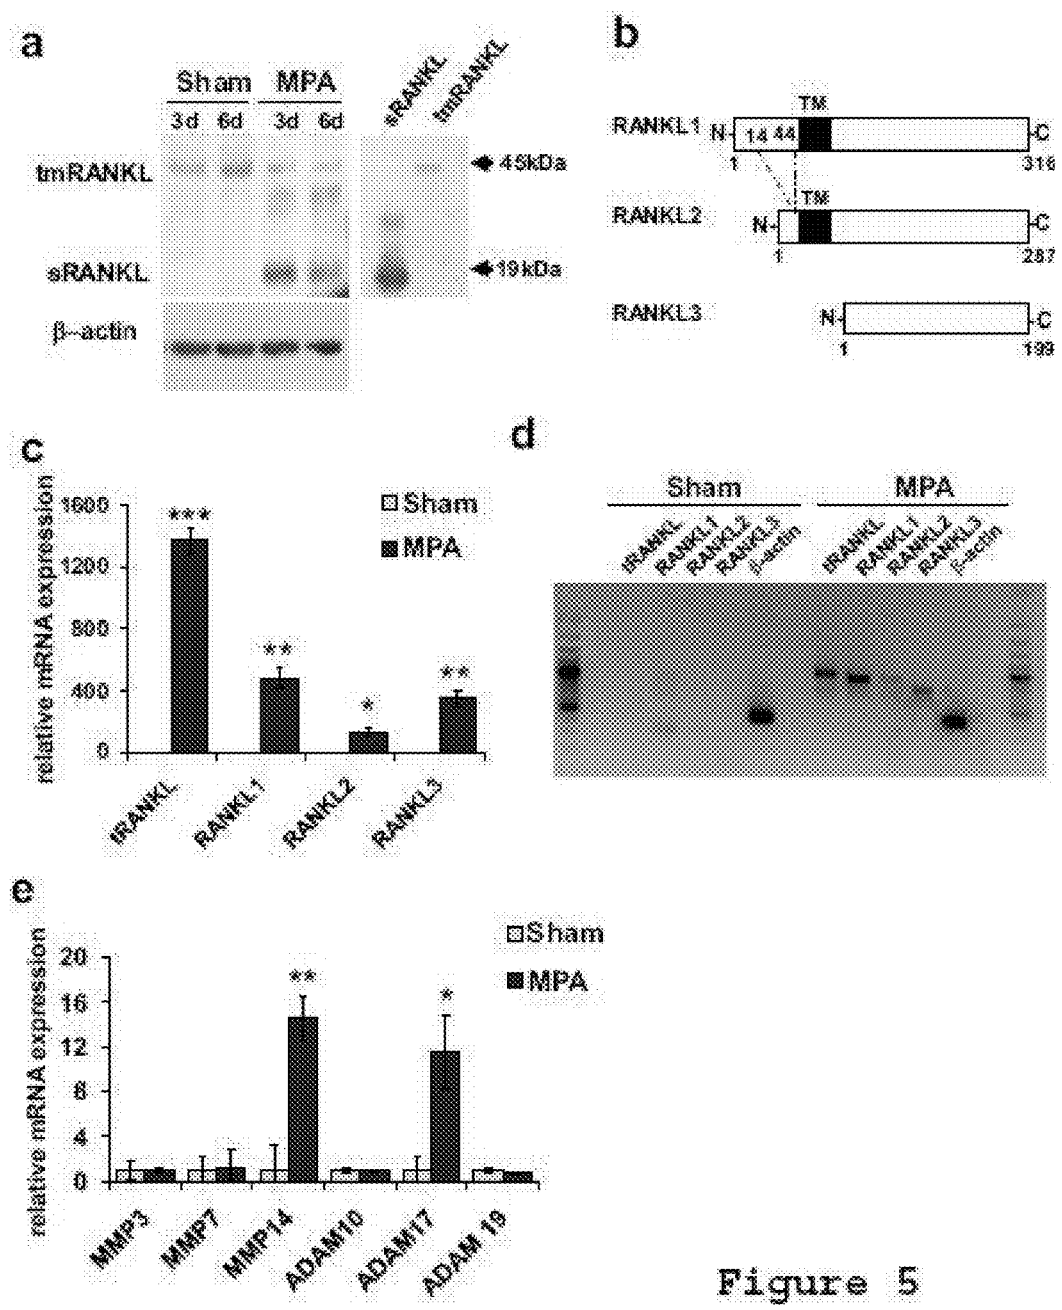 a
Sham MPA
3d 6d 3d 6d
sRANKL
tmRANKL
tmRANKL
45kDa
sRANKL
19kDa
β-actin
b
TM
RANKL1 N 14 44 C
1 316
TM
RANKL2 N C
1 287
RANKL3 N C
1 199
c
relative mRNA expression
1600
1200
800
400
0
Sham
MPA
***
**
*
**
tRANKL
RANKL1
RANKL2
RANKL3
d
Sham MPA
tRANKL RANKL1 RANKL2 RANKL3 β-actin
tRANKL RANKL1 RANKL2 RANKL3 β-actin
e
relative mRNA expression
20
16
12
8
4
0
Sham
MPA
**
*
MMP3
MMP7
MMP14
ADAM10
ADAM17
ADAM 19
Figure 5